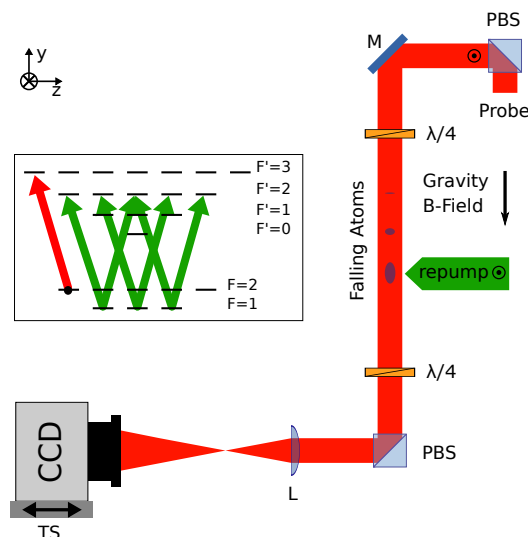 PBS
M
y
z
Probe
λ/4
F'=3
F'=2
F'=1
F'=0
F=2
F=1
Gravity
B-Field
Falling Atoms
repump
λ/4
CCD
PBS
L
TS